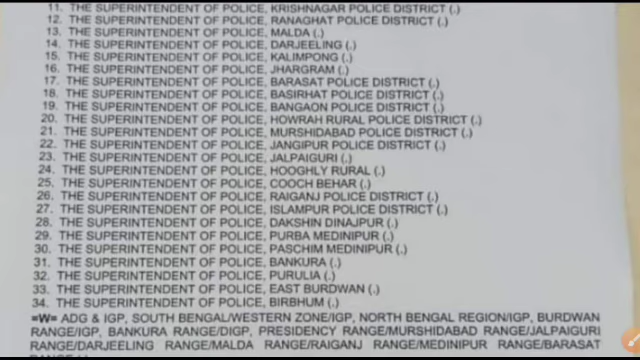 11. THE SUPERINTENDENT OF POLICE, KRISHNAGAR POLICE DISTRICT (.)
12. THE SUPERINTENDENT OF POLICE, RANAGHAT POLICE DISTRICT (.)
13. THE SUPERINTENDENT OF POLICE, MALDA (.)
14. THE SUPERINTENDENT OF POLICE, DARJEELING (.)
15. THE SUPERINTENDENT OF POLICE, KALIMPONG (.)
16. THE SUPERINTENDENT OF POLICE, JHARGRAM (.)
17. THE SUPERINTENDENT OF POLICE, BARASAT POLICE DISTRICT (.)
18. THE SUPERINTENDENT OF POLICE, BASIRHAT POLICE DISTRICT (.)
19. THE SUPERINTENDENT OF POLICE, BANGAON POLICE DISTRICT (.)
20. THE SUPERINTENDENT OF POLICE, HOWRAH RURAL POLICE DISTRICT (.)
21. THE SUPERINTENDENT OF POLICE, MURSHIDABAD POLICE DISTRICT (.)
22. THE SUPERINTENDENT OF POLICE, JANGIPUR POLICE DISTRICT (.)
23. THE SUPERINTENDENT OF POLICE, JALPAIGURI (.)
24. THE SUPERINTENDENT OF POLICE, HOOGHLY RURAL (.)
25. THE SUPERINTENDENT OF POLICE, COOCH BEHAR (.)
26. THE SUPERINTENDENT OF POLICE, RAIGANJ POLICE DISTRICT (.)
27. THE SUPERINTENDENT OF POLICE, ISLAMPUR POLICE DISTRICT (.)
28. THE SUPERINTENDENT OF POLICE, DAKSHIN DINAJPUR (.)
29. THE SUPERINTENDENT OF POLICE, PURBA MEDINIPUR (.)
30. THE SUPERINTENDENT OF POLICE, PASCHIM MEDINIPUR (.)
31. THE SUPERINTENDENT OF POLICE, BANKURA (.)
32. THE SUPERINTENDENT OF POLICE, PURULIA (.)
33. THE SUPERINTENDENT OF POLICE, EAST BURDWAN (.)
34. THE SUPERINTENDENT OF POLICE, BIRBHUM (.)
=W= ADG & IGP, SOUTH BENGAL/WESTERN ZONE/IGP, NORTH BENGAL REGION/IGP, BURDWAN
RANGE/IGP, BANKURA RANGE/DIGP, PRESIDENCY RANGE/MURSHIDABAD RANGE/JALPAIGURI
RANGE/DARJEELING RANGE/MALDA RANGE/RAIGANJ RANGE/MEDINIPUR RANGE/BARASAT